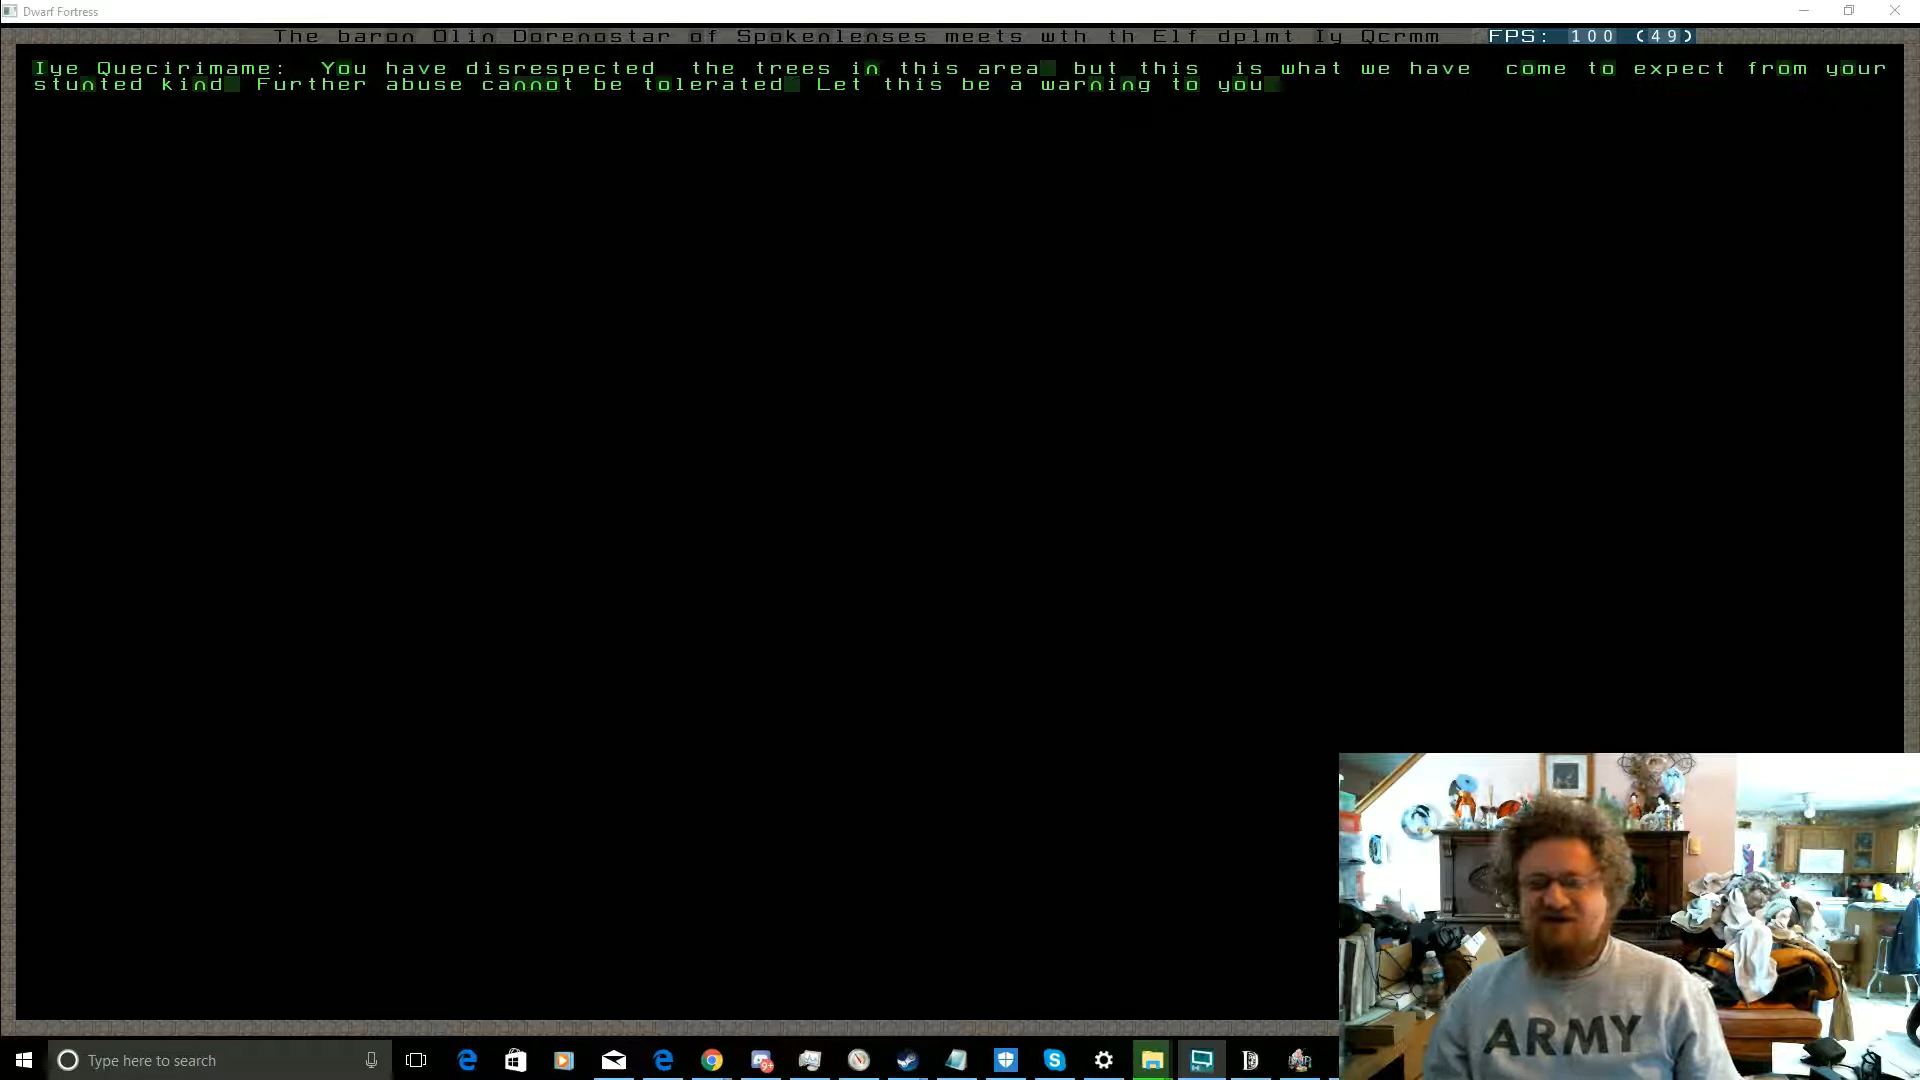 Dwarf Fortress
The baron Olin Dorenostar of Spokenlenses meets wth th Elf dplmt Iy Qcrmm FPS: 100 (49)
Iye Quecirimame: You have disrespected the trees in this area but this is what we have come to expect from your
stunted kind Further abuse cannot be tolerated Let this be a warning to you
ARMY
Type here to search